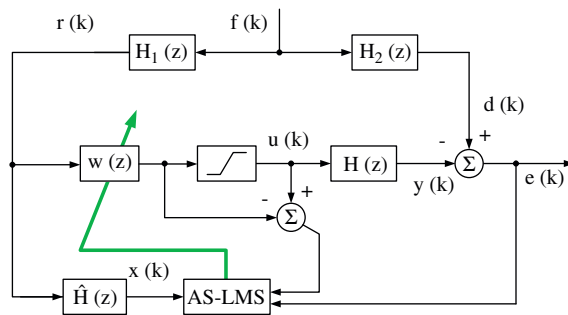 r (k)
f (k)
H₁ (z)
H₂ (z)
d (k)
- +
w (z)
u (k)
H (z)
Σ
y (k)
e (k)
- +
Σ
Ĥ (z)
x (k)
AS-LMS